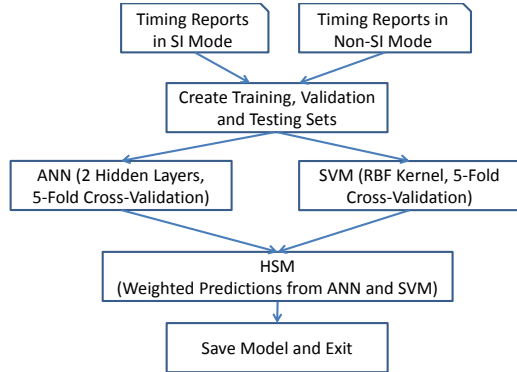 Timing Reports
in SI Mode
Timing Reports in
Non-SI Mode
Create Training, Validation
and Testing Sets
ANN (2 Hidden Layers,
5-Fold Cross-Validation)
SVM (RBF Kernel, 5-Fold
Cross-Validation)
HSM
(Weighted Predictions from ANN and SVM)
Save Model and Exit